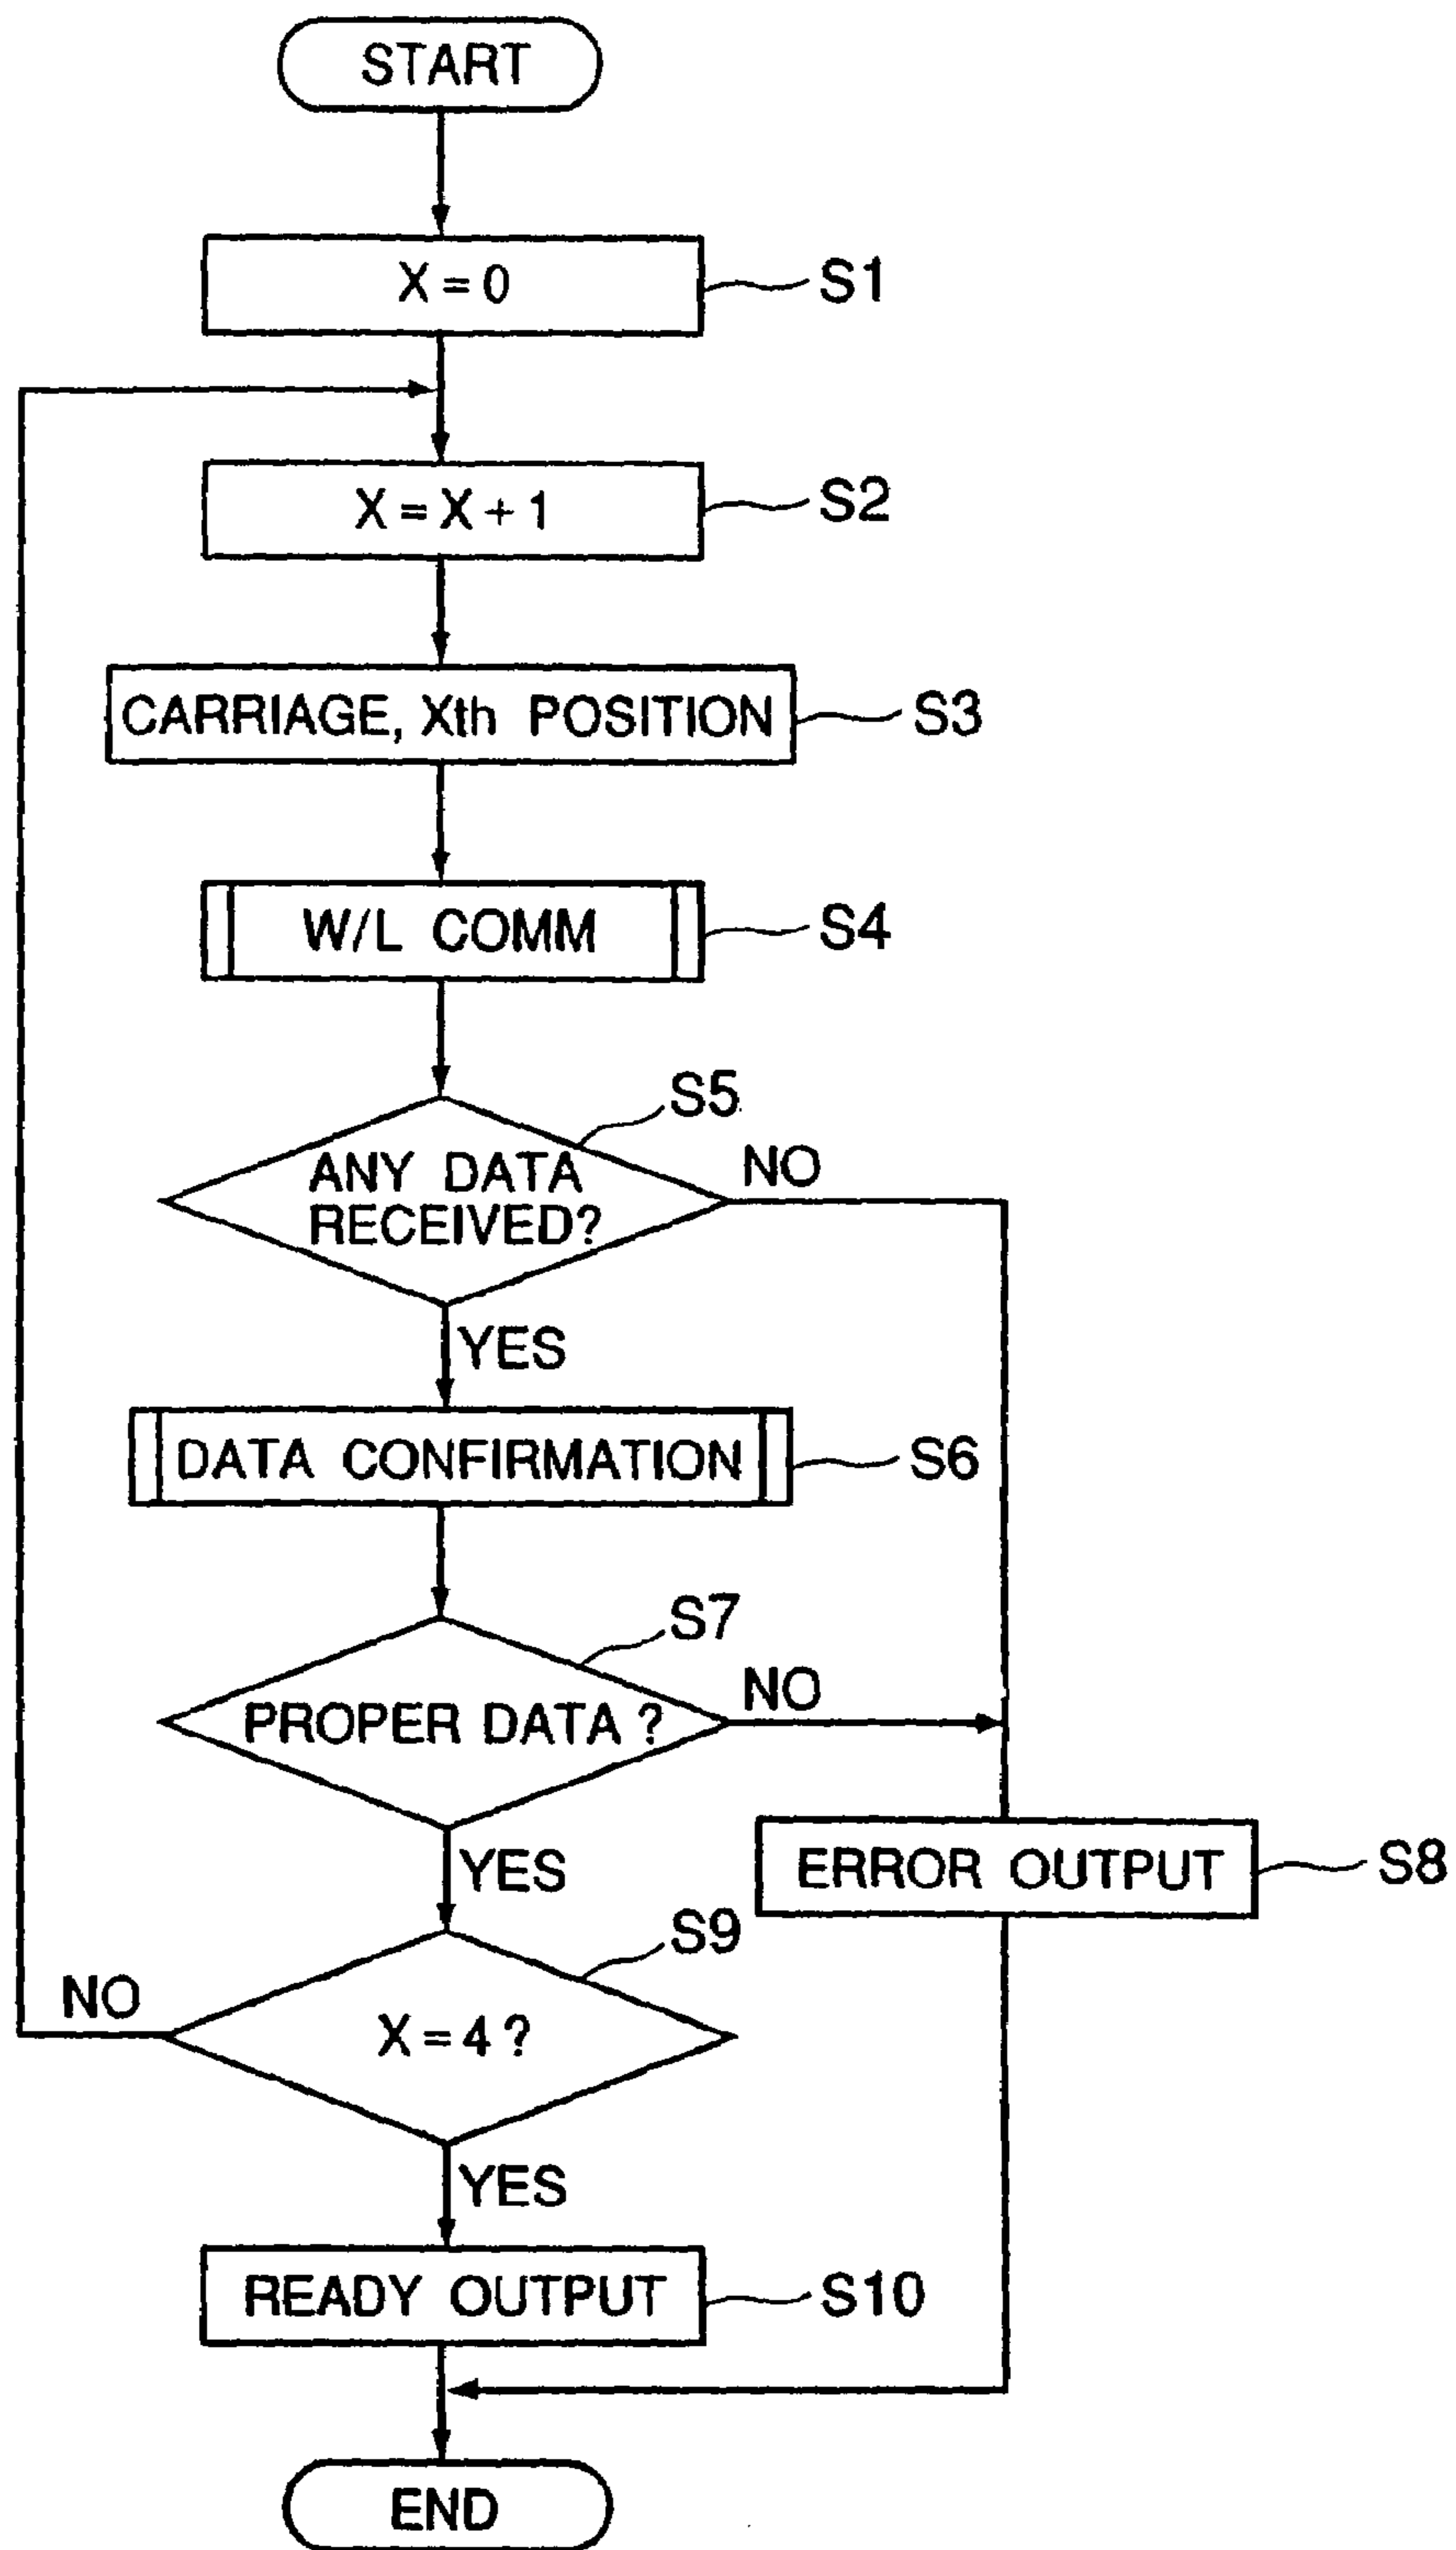 START
X = 0
S1
X = X + 1
S2
CARRIAGE, Xth POSITION
S3
W/L COMM
S4
S5
ANY DATA
RECEIVED?
NO
YES
DATA CONFIRMATION
S6
S7
PROPER DATA ?
NO
YES
ERROR OUTPUT
S8
S9
NO
X = 4 ?
YES
READY OUTPUT
S10
END